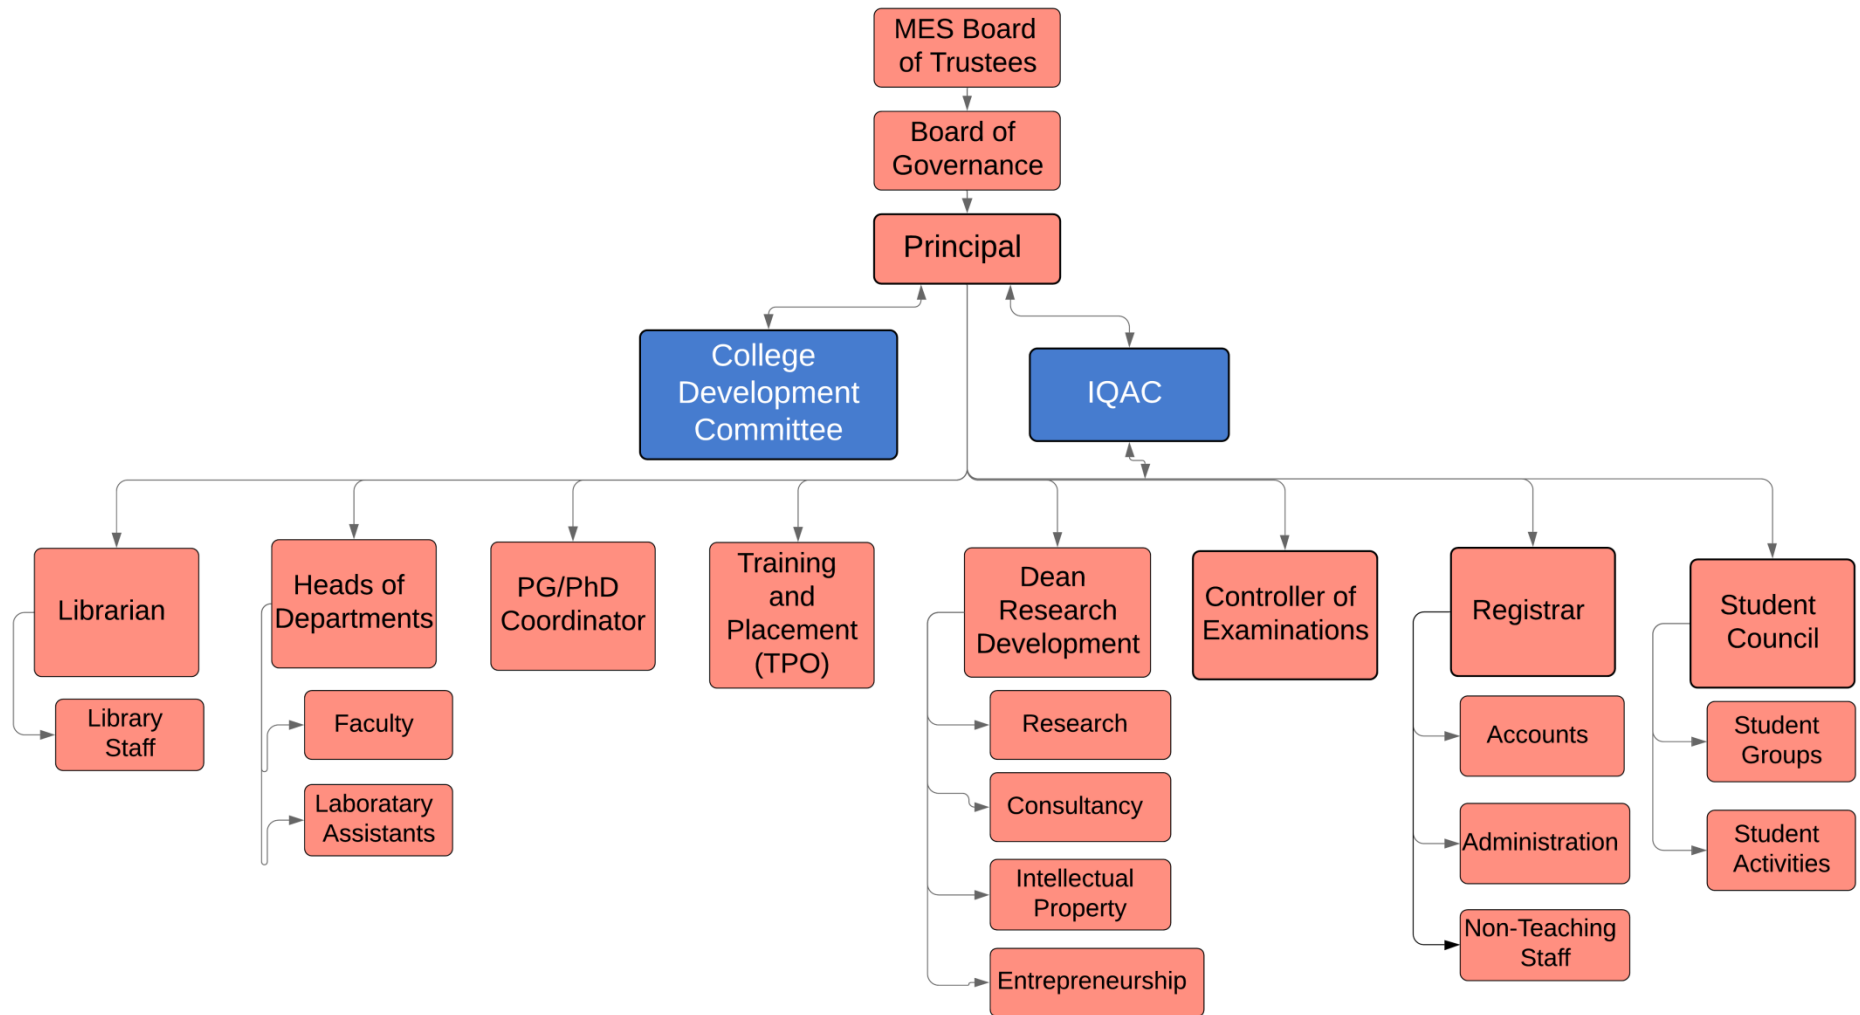 MES Board
of Trustees
Board of
Governance
Principal
College
Development
Committee
IQAC
Librarian
Heads of
Departments
PG/PhD
Coordinator
Training
and
Placement
(TPO)
Dean
Research
Development
Controller of
Examinations
Registrar
Student
Council
Library
Staff
Faculty
Laboratary
Assistants
Research
Consultancy
Intellectual
Property
Entrepreneurship
Accounts
Administration
Non-Teaching
Staff
Student
Groups
Student
Activities